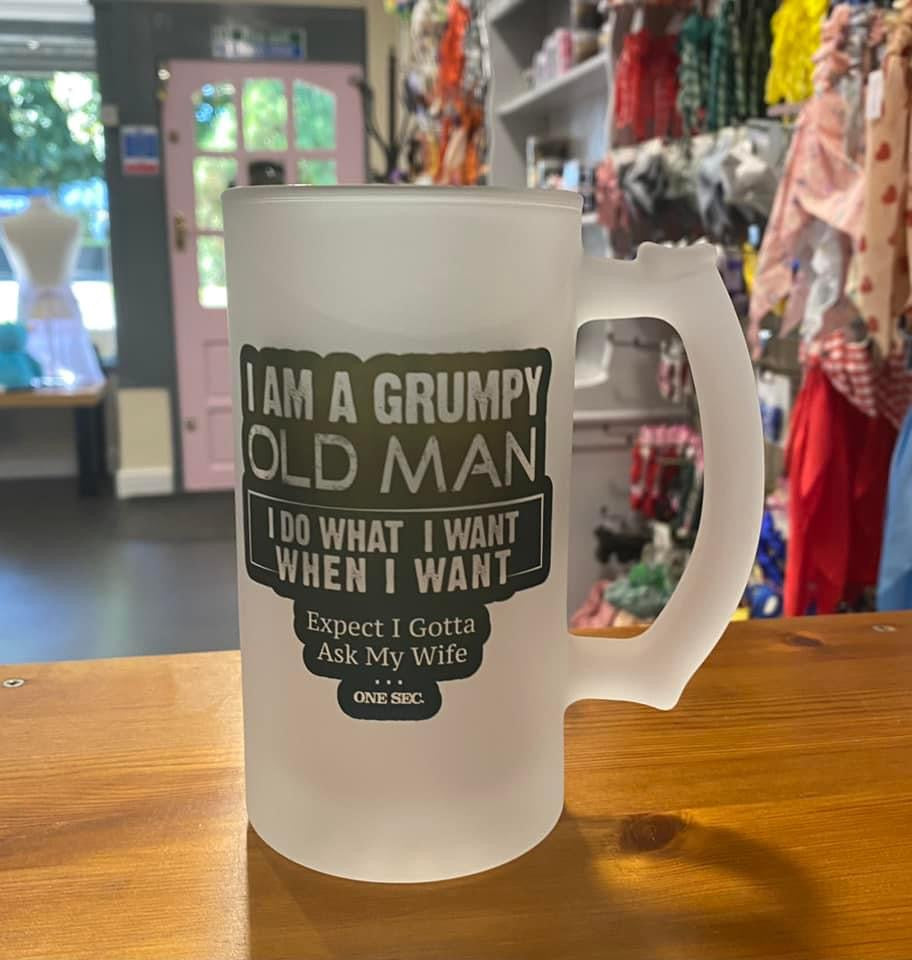 I AM A GRUMPY
OLD MAN
I DO WHAT I WANT
WHEN I WANT
Expect I Gotta
Ask My Wife
...
ONE SEC.